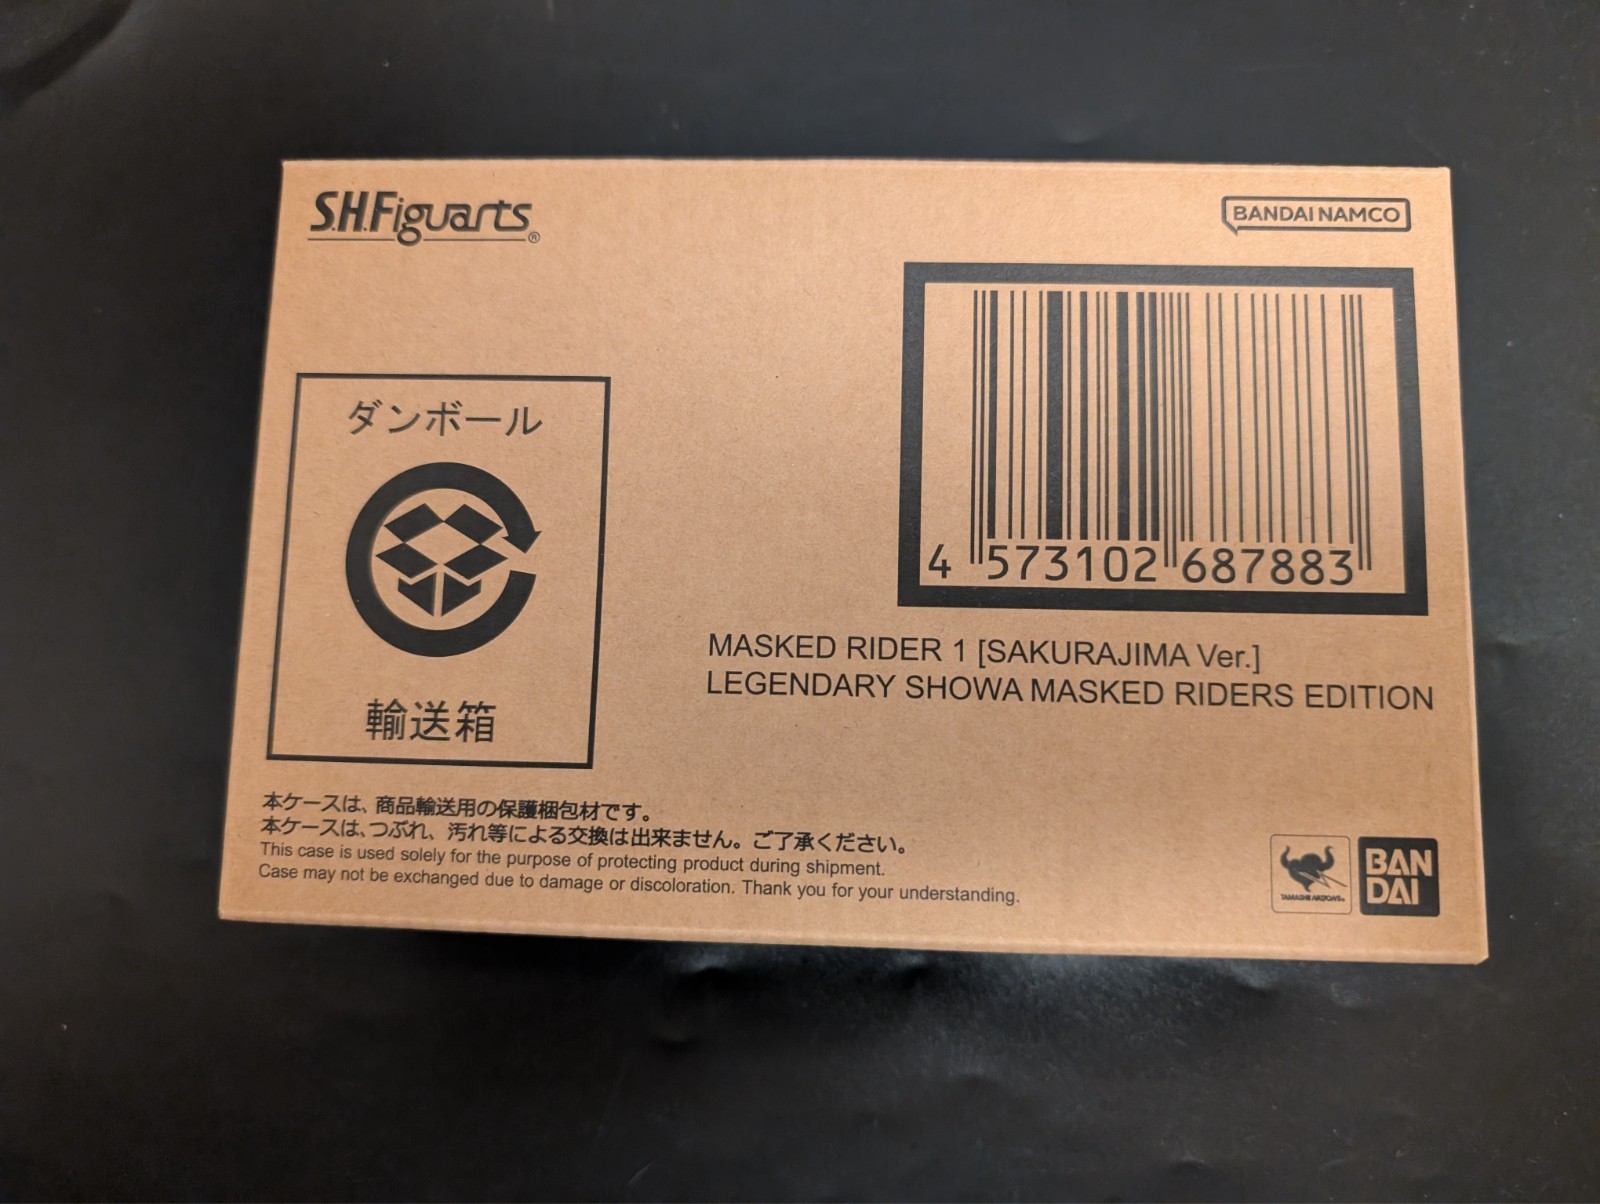 S.H.Figuarts®
BANDAI NAMCO
ダンボール
輸送箱
4 573102 687883
MASKED RIDER 1 [SAKURAJIMA Ver.]
LEGENDARY SHOWA MASKED RIDERS EDITION
本ケースは、商品輸送用の保護梱包材です。
本ケースは、つぶれ、汚れ等による交換は出来ません。ご了承ください。
This case is used solely for the purpose of protecting product during shipment.
Case may not be exchanged due to damage or discoloration. Thank you for your understanding.
TAMASHII NATIONS
BAN
DAI